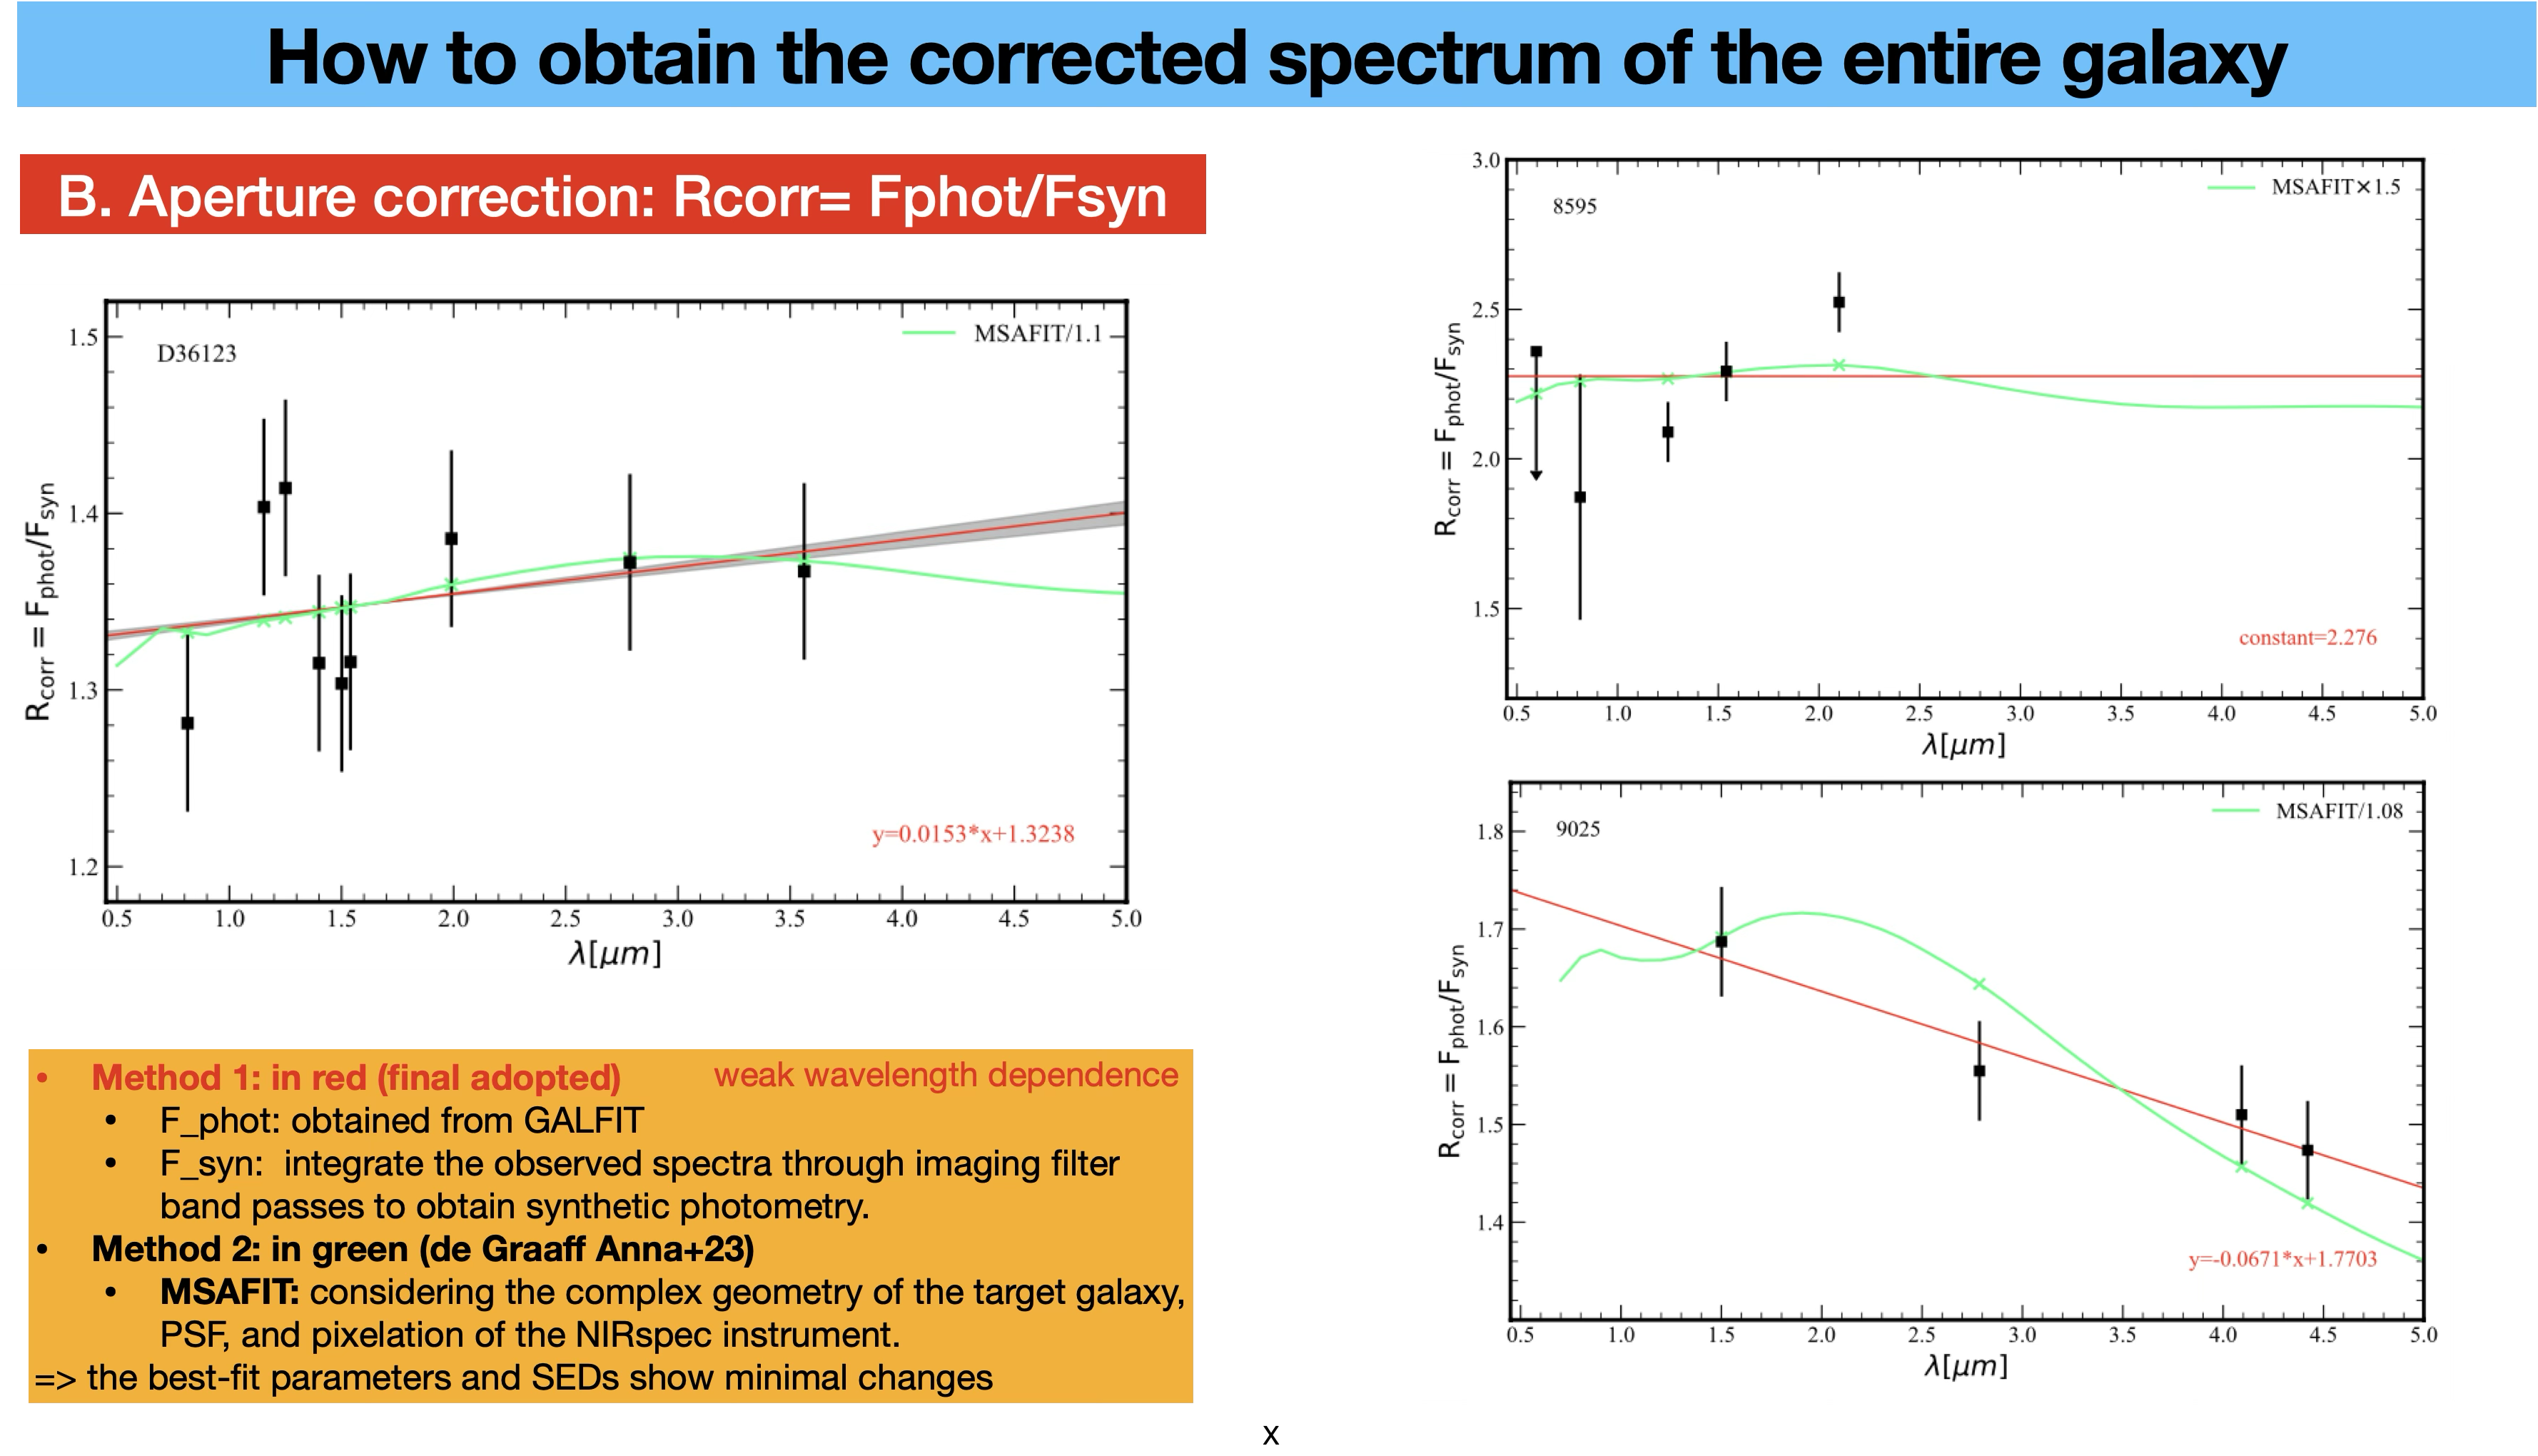 How to obtain the corrected spectrum of the entire galaxy
B. Aperture correction: Rcorr= Fphot/Fsyn
D36123
MSAFIT/1.1
1.5
1.4
1.3
1.2
Rcorr = Fphot/Fsyn
y=0.0153*x+1.3238
0.5 1.0 1.5 2.0 2.5 3.0 3.5 4.0 4.5 5.0
λ[μm]
• Method 1: in red (final adopted) weak wavelength dependence
• F_phot: obtained from GALFIT
• F_syn: integrate the observed spectra through imaging filter
band passes to obtain synthetic photometry.
• Method 2: in green (de Graaff Anna+23)
• MSAFIT: considering the complex geometry of the target galaxy,
PSF, and pixelation of the NIRspec instrument.
=> the best-fit parameters and SEDs show minimal changes
8595
MSAFIT×1.5
3.0
2.5
2.0
1.5
Rcorr = Fphot/Fsyn
constant=2.276
0.5 1.0 1.5 2.0 2.5 3.0 3.5 4.0 4.5 5.0
λ[μm]
9025
MSAFIT/1.08
1.8
1.7
1.6
1.5
1.4
Rcorr = Fphot/Fsyn
y=-0.0671*x+1.7703
0.5 1.0 1.5 2.0 2.5 3.0 3.5 4.0 4.5 5.0
λ[μm]
x